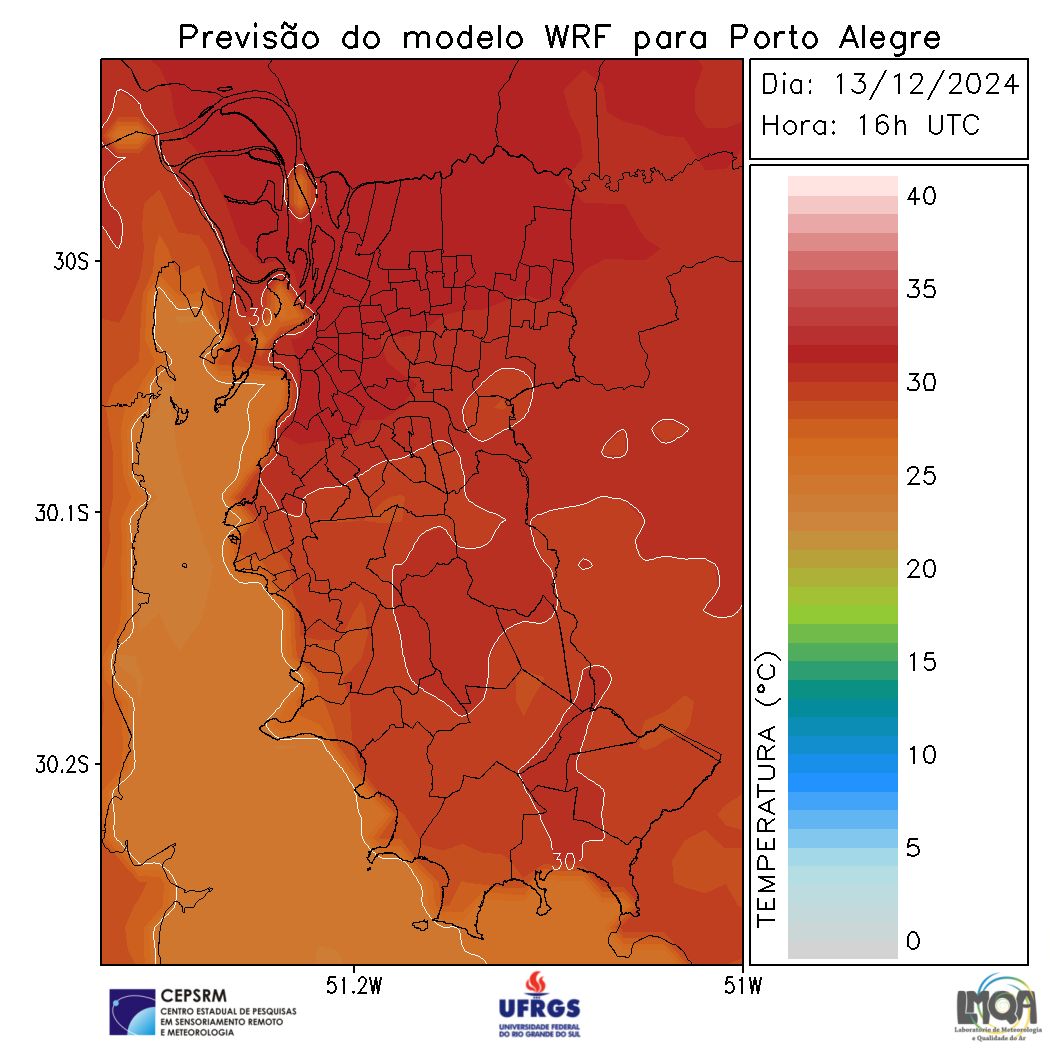 Previsão do modelo WRF para Porto Alegre
Dia: 13/12/2024
Hora: 16h UTC
40
35
30
25
20
15
10
5
0
TEMPERATURA (°C)
30S
30.1S
30.2S
51.2W
51W
30
30
CEPSRM
CENTRO ESTADUAL DE PESQUISAS
EM SENSORIAMENTO REMOTO
E METEOROLOGIA
UFRGS
UNIVERSIDADE FEDERAL
DO RIO GRANDE DO SUL
LMQA
Laboratório de Meteorologia
e Qualidade do Ar